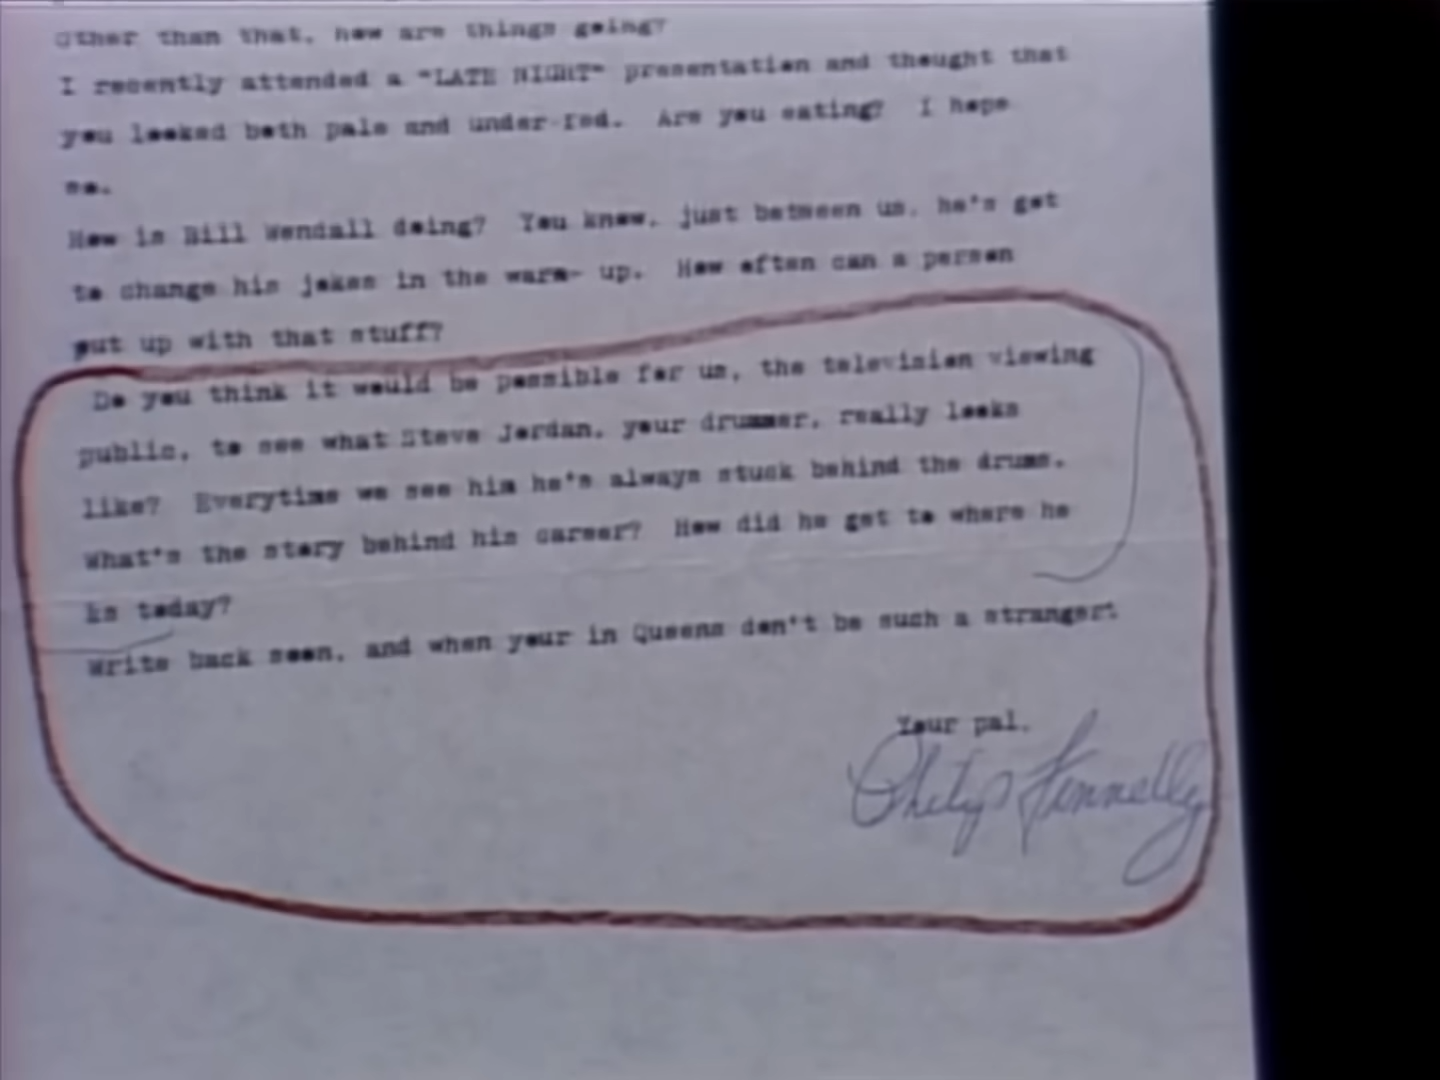 Other than that, how are things going?
I recently attended a "LATE NIGHT" presentation and thought that
you looked both pale and under-fed. Are you eating? I hope
so.
How is Bill Wendall doing? You know, just between us, he's got
to change his jokes in the warm- up. How often can a person
put up with that stuff?
Do you think it would be possible for us, the television viewing
public, to see what Steve Jordan, your drummer, really looks
like? Everytime we see him he's always stuck behind the drums.
What's the story behind his career? How did he get to where he
is today?
Write back soon, and when your in Queens don't be such a stranger!
Your pal,
Philip Fennelly